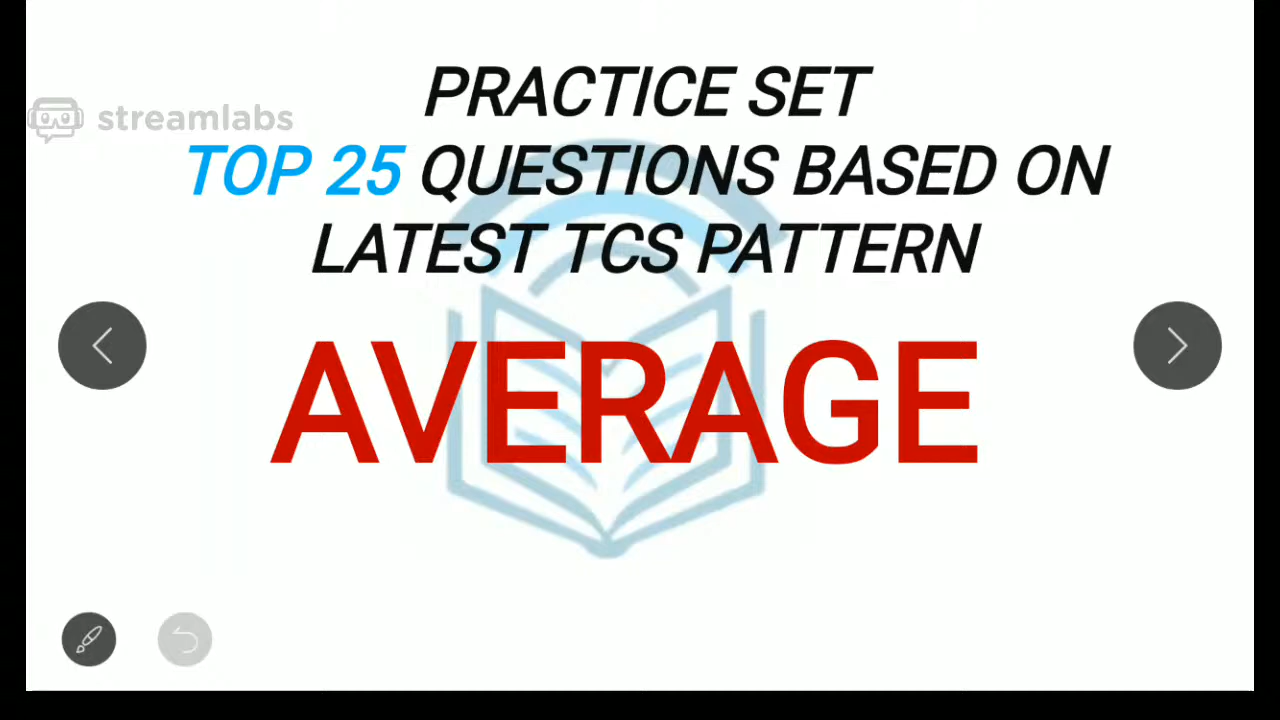 PRACTICE SET
streamlabs
TOP 25 QUESTIONS BASED ON
LATEST TCS PATTERN
AVERAGE